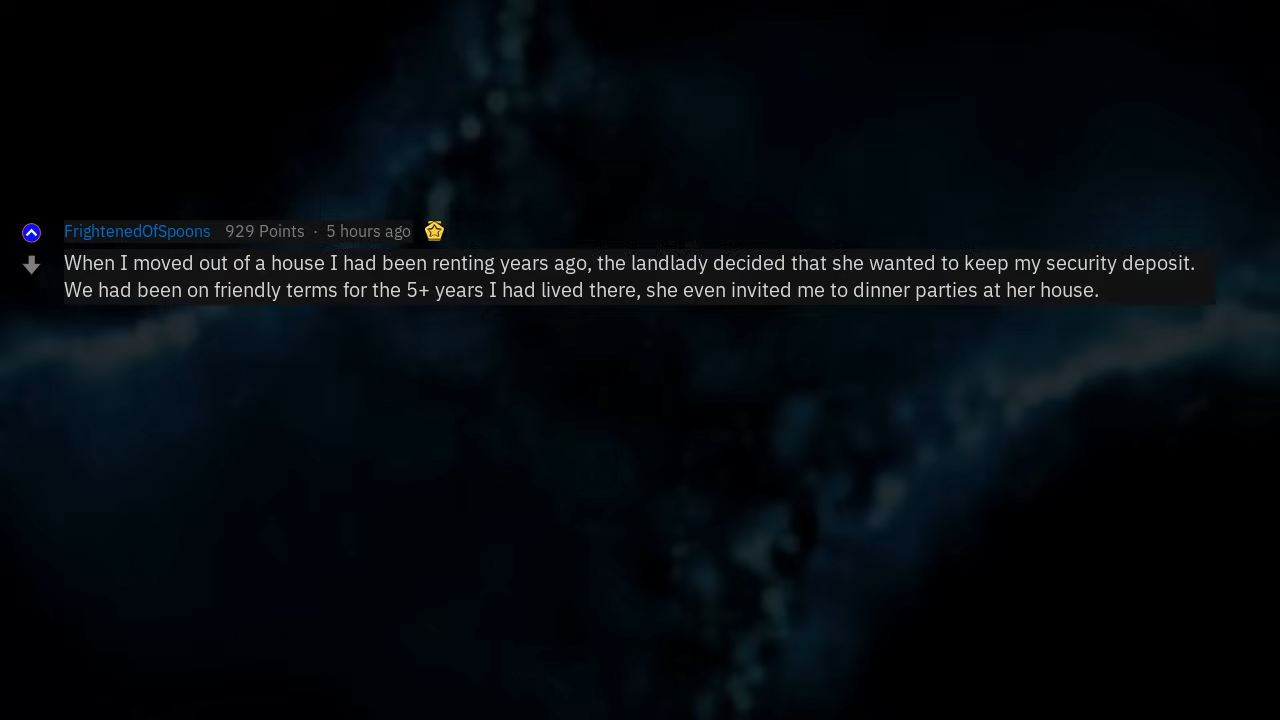 FrightenedOfSpoons 929 Points · 5 hours ago
When I moved out of a house I had been renting years ago, the landlady decided that she wanted to keep my security deposit.
We had been on friendly terms for the 5+ years I had lived there, she even invited me to dinner parties at her house.